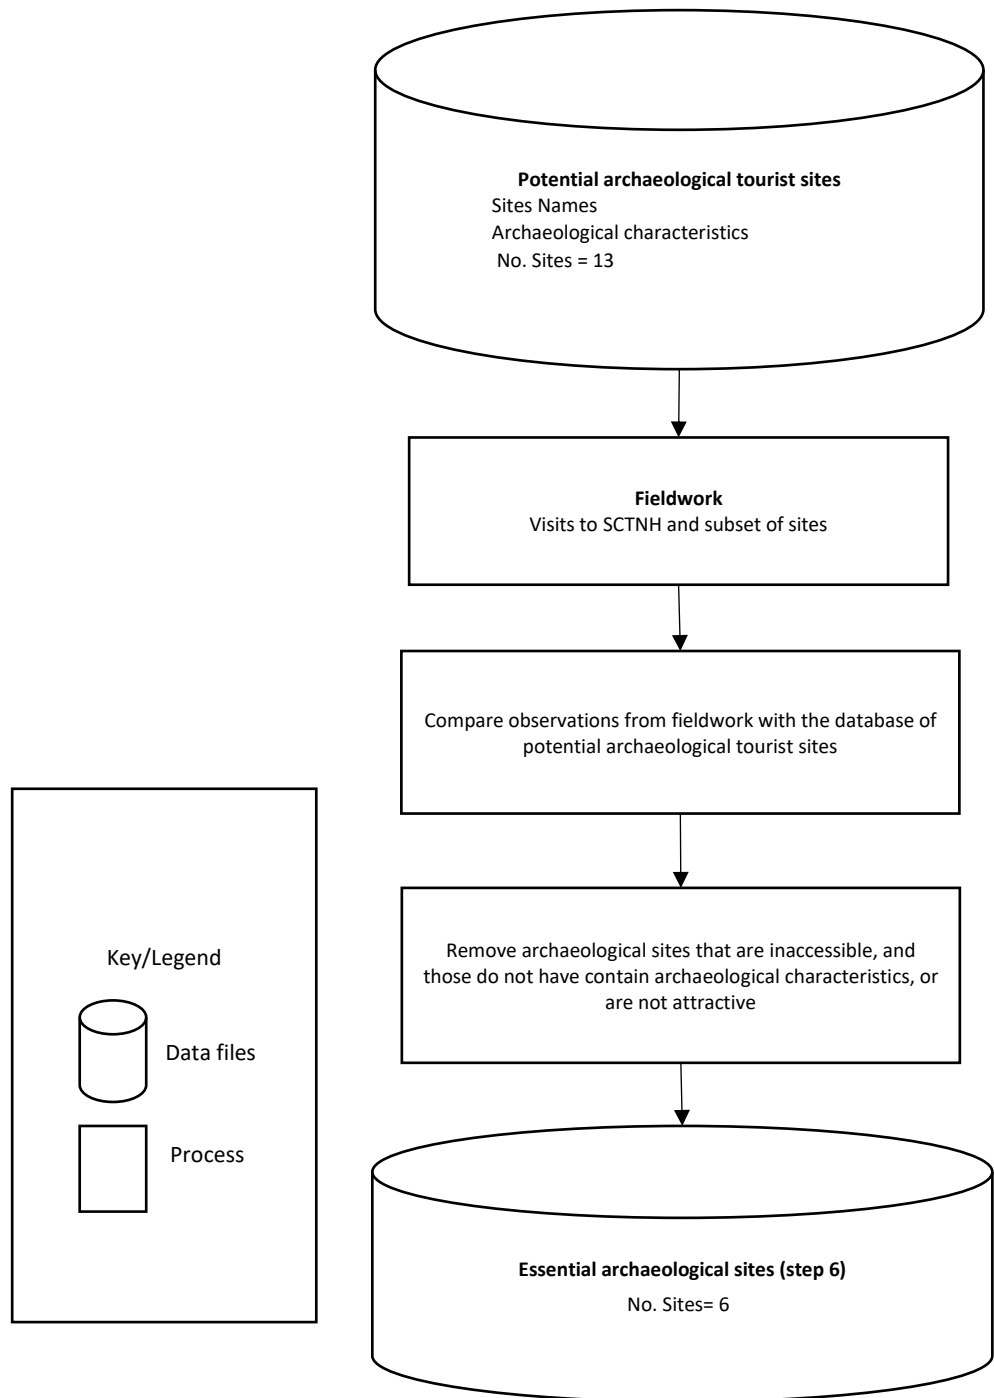 Potential archaeological tourist sites
Sites Names
Archaeological characteristics
No. Sites = 13
Fieldwork
Visits to SCTNH and subset of sites
Compare observations from fieldwork with the database of
potential archaeological tourist sites
Remove archaeological sites that are inaccessible, and
those do not have contain archaeological characteristics, or
are not attractive
Essential archaeological sites (step 6)
No. Sites= 6
Key/Legend
Data files
Process